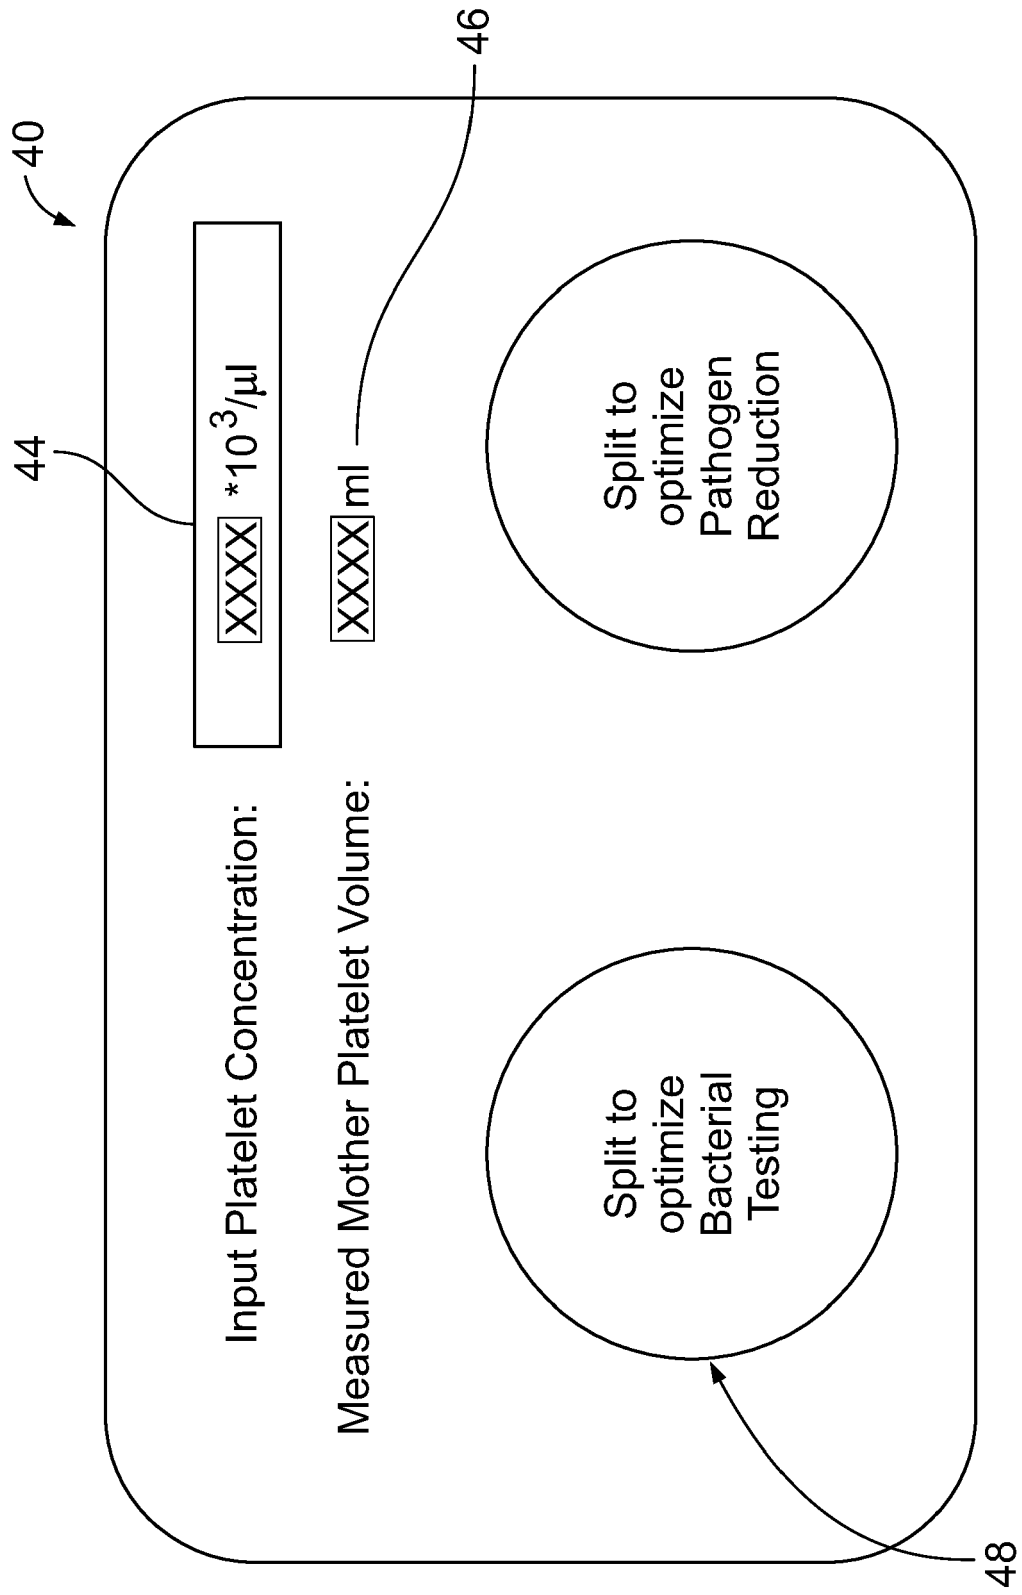 40
44
Input Platelet Concentration: XXXX *10³/µl
Measured Mother Platelet Volume: XXXX ml
46
Split to
optimize
Bacterial
Testing
Split to
optimize
Pathogen
Reduction
48